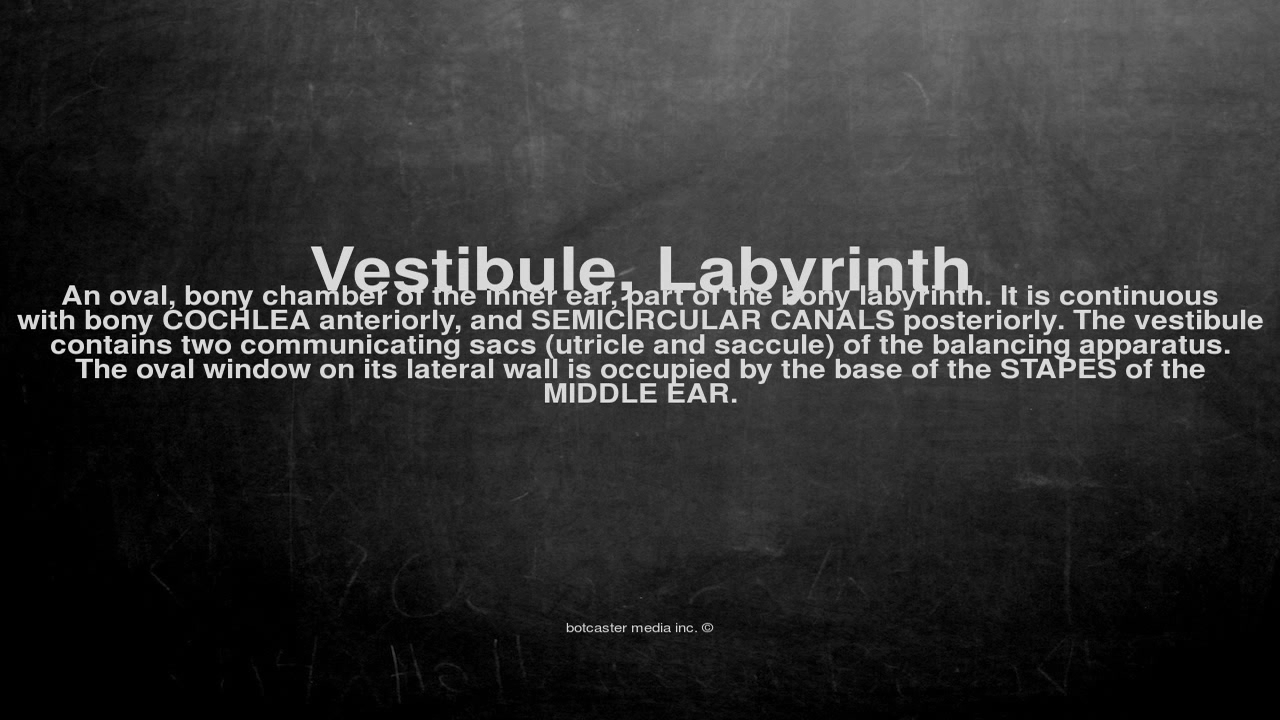 Vestibule, Labyrinth
An oval, bony chamber of the inner ear, part of the bony labyrinth. It is continuous
with bony COCHLEA anteriorly, and SEMICIRCULAR CANALS posteriorly. The vestibule
contains two communicating sacs (utricle and saccule) of the balancing apparatus.
The oval window on its lateral wall is occupied by the base of the STAPES of the
MIDDLE EAR.
botcaster media inc. ©